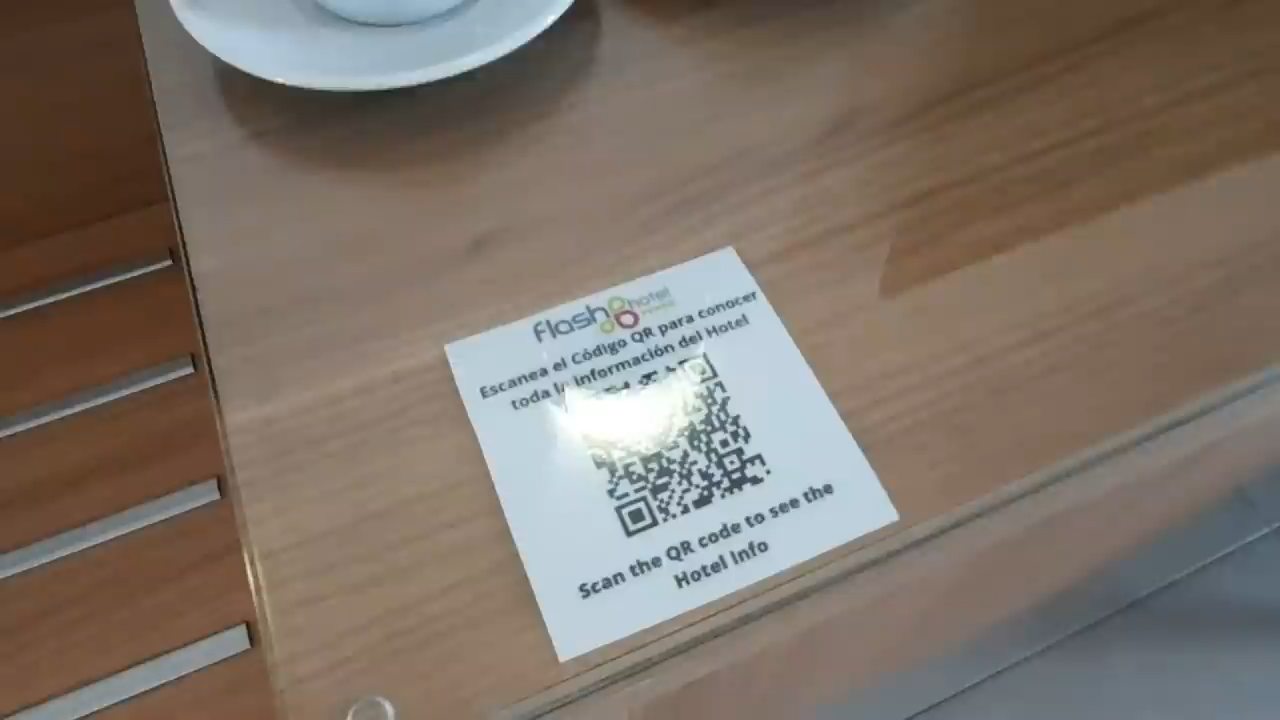 flash hotel
Escanea el Código QR para conocer
toda la información del Hotel
Scan the QR code to see the
Hotel Info